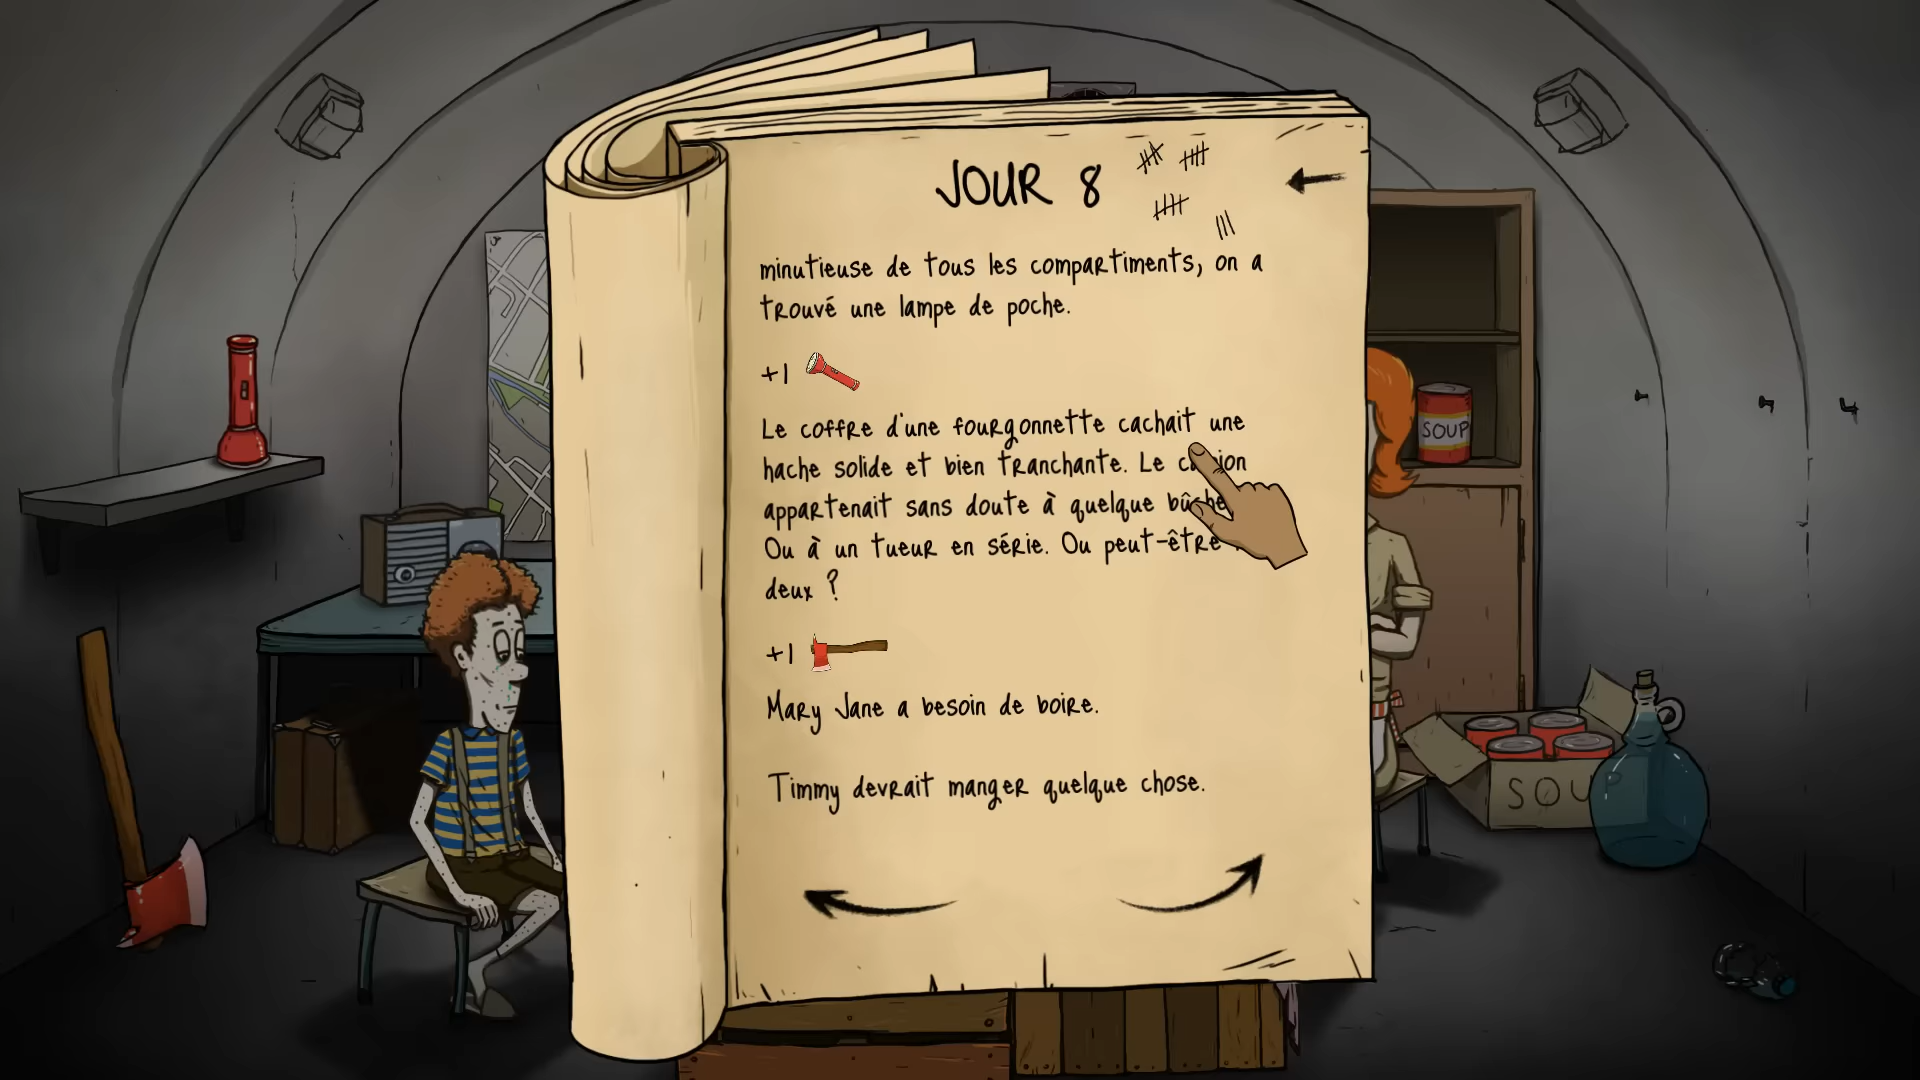 JOUR 8
minutieuse de tous les compartiments, on a
trouvé une lampe de poche.
+1
Le coffre d'une fourgonnette cachait une
hache solide et bien tranchante. Le
appartenait sans doute à quelque
Ou à un tueur en série. Ou peut-être
deux ?
+1
Mary Jane a besoin de boire.
Timmy devrait manger quelque chose.
SOUP
SOU